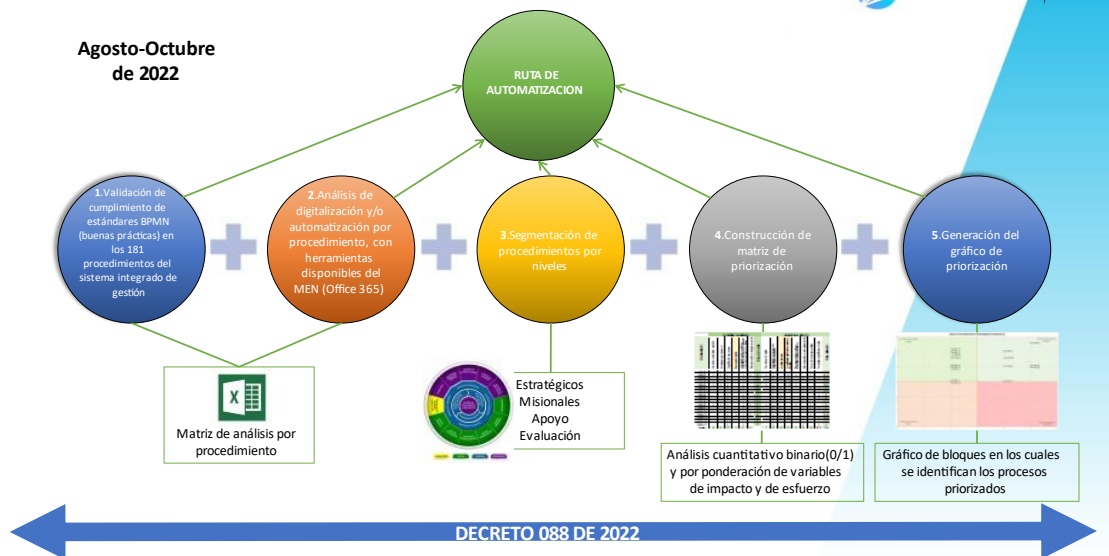 Agosto-Octubre
de 2022
RUTA DE
AUTOMATIZACION
1.Validación de
cumplimiento de
estándares BPMN
(buenas prácticas) en
los 181
procedimientos del
sistema integrado de
gestión
2.Análisis de
digitalización y/o
automatización por
procedimiento, con
herramientas
disponibles del
MEN (Office 365)
3.Segmentación de
procedimientos por
niveles
4.Construcción de
matriz de
priorización
5.Generación del
gráfico de
priorización
X
Matriz de análisis por
procedimiento
Estratégicos
Misionales
Apoyo
Evaluación
Análisis cuantitativo binario(0/1)
y por ponderación de variables
de impacto y de esfuerzo
Gráfico de bloques en los cuales
se identifican los procesos
priorizados
DECRETO 088 DE 2022